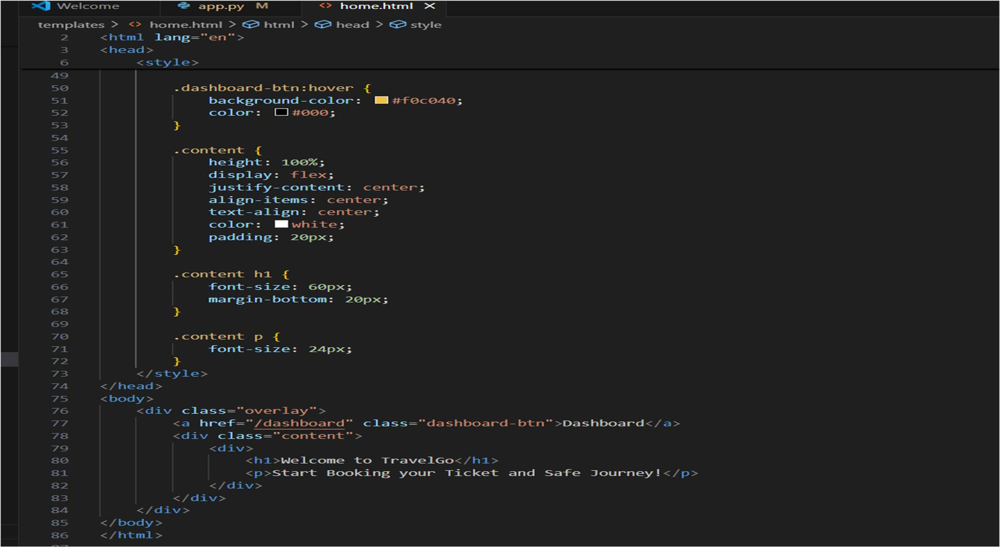 Welcome app.py M home.html
templates > home.html > html > head > style
2 <html lang="en">
3 <head>
6 <style>
49
50 .dashboard-btn:hover {
51 background-color: #f0c040;
52 color: #000;
53 }
54
55 .content {
56 height: 100%;
57 display: flex;
58 justify-content: center;
59 align-items: center;
60 text-align: center;
61 color: white;
62 padding: 20px;
63 }
64
65 .content h1 {
66 font-size: 60px;
67 margin-bottom: 20px;
68 }
69
70 .content p {
71 font-size: 24px;
72 }
73 </style>
74 </head>
75 <body>
76 <div class="overlay">
77 <a href="/dashboard" class="dashboard-btn">Dashboard</a>
78 <div class="content">
79 <div>
80 <h1>Welcome to TravelGo</h1>
81 <p>Start Booking your Ticket and Safe Journey!</p>
82 </div>
83 </div>
84 </div>
85 </body>
86 </html>